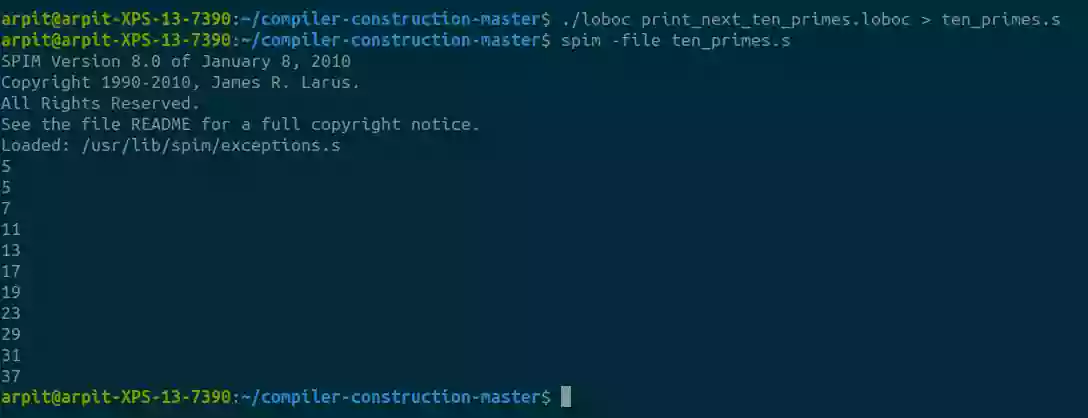 arpit@arpit-XPS-13-7390:~/compiler-construction-master$ ./loboc print_next_ten_primes.loboc > ten_primes.s
arpit@arpit-XPS-13-7390:~/compiler-construction-master$ spim -file ten_primes.s
SPIM Version 8.0 of January 8, 2010
Copyright 1990-2010, James R. Larus.
All Rights Reserved.
See the file README for a full copyright notice.
Loaded: /usr/lib/spim/exceptions.s
5
5
7
11
13
17
19
23
29
31
37
arpit@arpit-XPS-13-7390:~/compiler-construction-master$